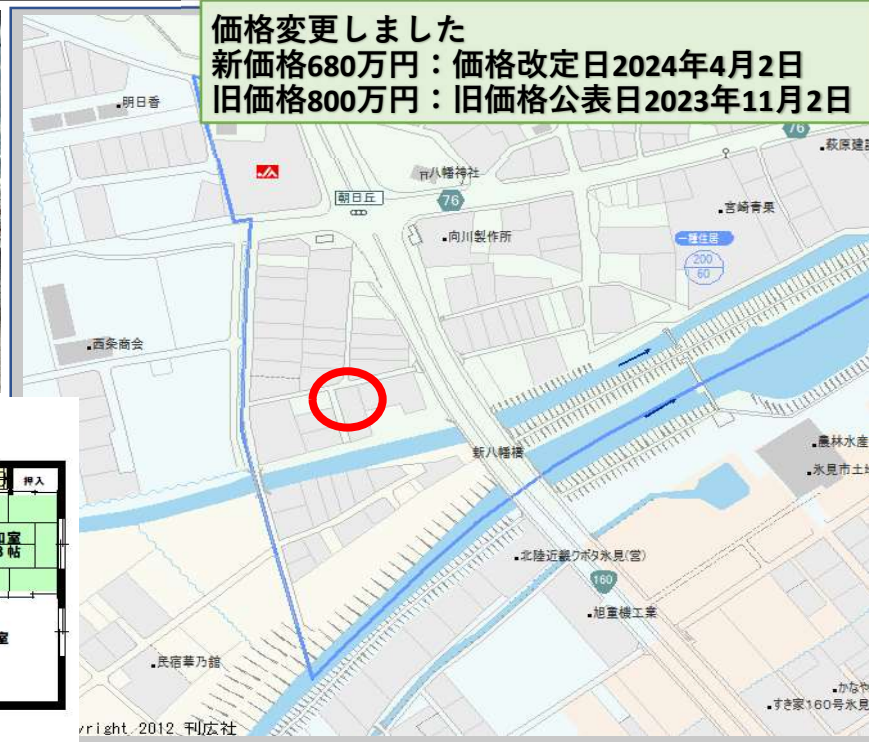 価格変更しました
新価格680万円：価格改定日2024年4月2日
旧価格800万円：旧価格公表日2023年11月2日
明日香
76
萩原建設
八幡神社
朝日丘
76
宮崎青果
向川製作所
一種住居
200
60
西条商会
新八幡橋
農林水産
氷見市土地
押入
和室
8帖
室
北陸近畿クボタ氷見(営)
160
旭重機工業
民宿華乃館
かなや
すき家160号氷見
yright 2012 刊広社